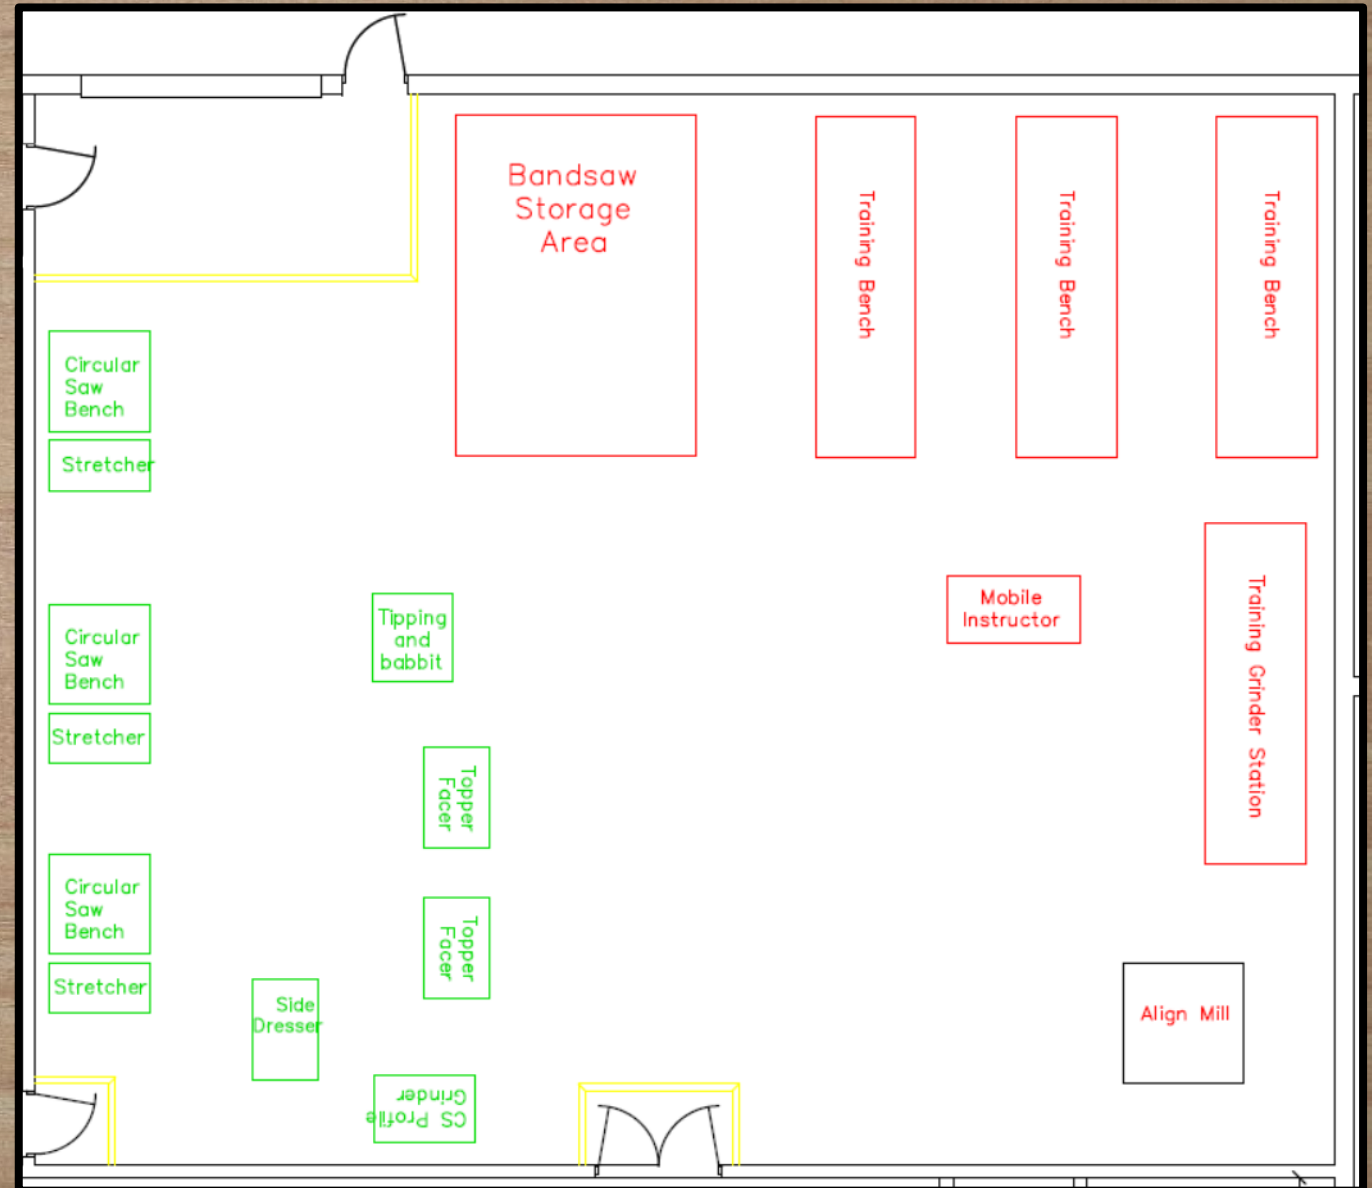 Bandsaw
Storage
Area
Training Bench
Training Bench
Training Bench
Circular
Saw
Bench
Stretcher
Tipping
and
babbit
Mobile
Instructor
Training Grinder Station
Circular
Saw
Bench
Stretcher
Topper
Facer
Circular
Saw
Bench
Stretcher
Topper
Facer
Side
Dresser
Align Mill
CS Profile
Grinder